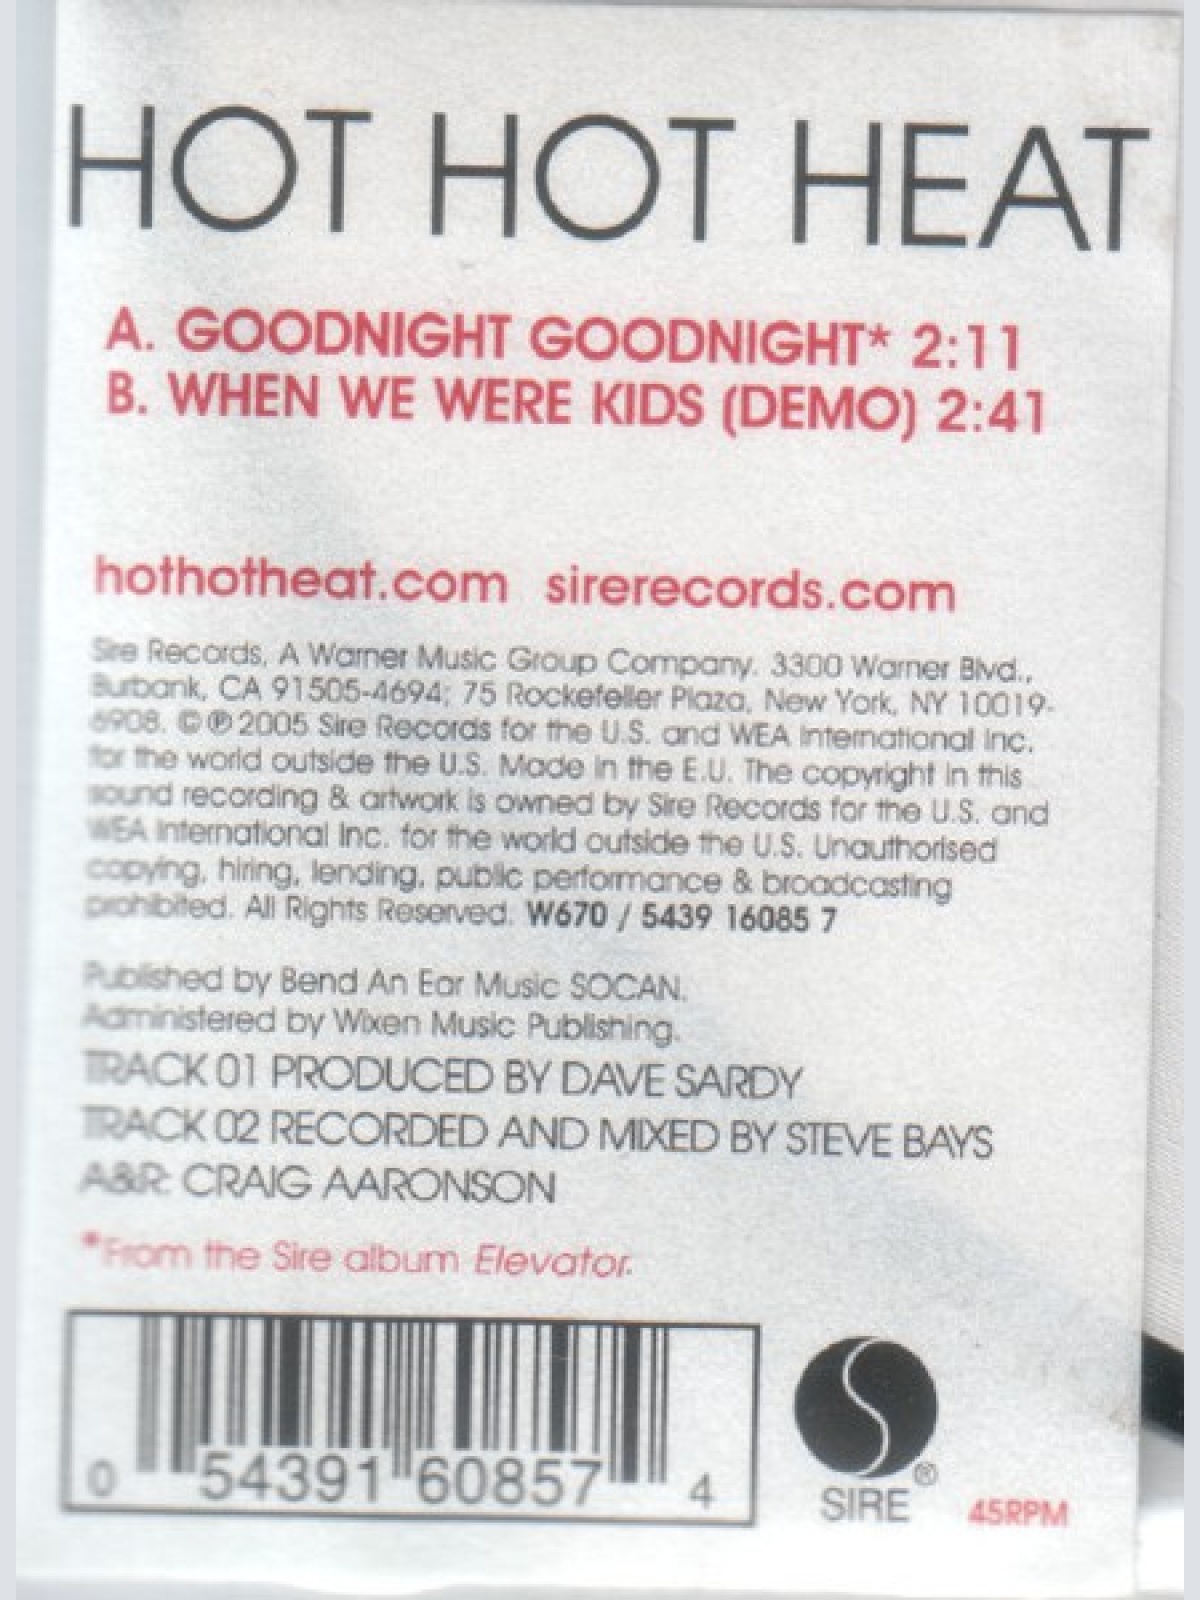 HOT HOT HEAT
A. GOODNIGHT GOODNIGHT* 2:11
B. WHEN WE WERE KIDS (DEMO) 2:41
hothotheat.com sirerecords.com
Sire Records, A Warner Music Group Company. 3300 Warner Blvd.,
Burbank, CA 91505-4694; 75 Rockefeller Plaza, New York, NY 10019-
6908. © ℗ 2005 Sire Records for the U.S. and WEA International Inc.
for the world outside the U.S. Made in the E.U. The copyright in this
sound recording & artwork is owned by Sire Records for the U.S. and
WEA International Inc. for the world outside the U.S. Unauthorised
copying, hiring, lending, public performance & broadcasting
prohibited. All Rights Reserved. W670 / 5439 16085 7
Published by Bend An Ear Music SOCAN.
Administered by Wixen Music Publishing.
TRACK 01 PRODUCED BY DAVE SARDY
TRACK 02 RECORDED AND MIXED BY STEVE BAYS
A&R: CRAIG AARONSON
*From the Sire album Elevator.
0 54391 60857 4
SIRE®
45RPM